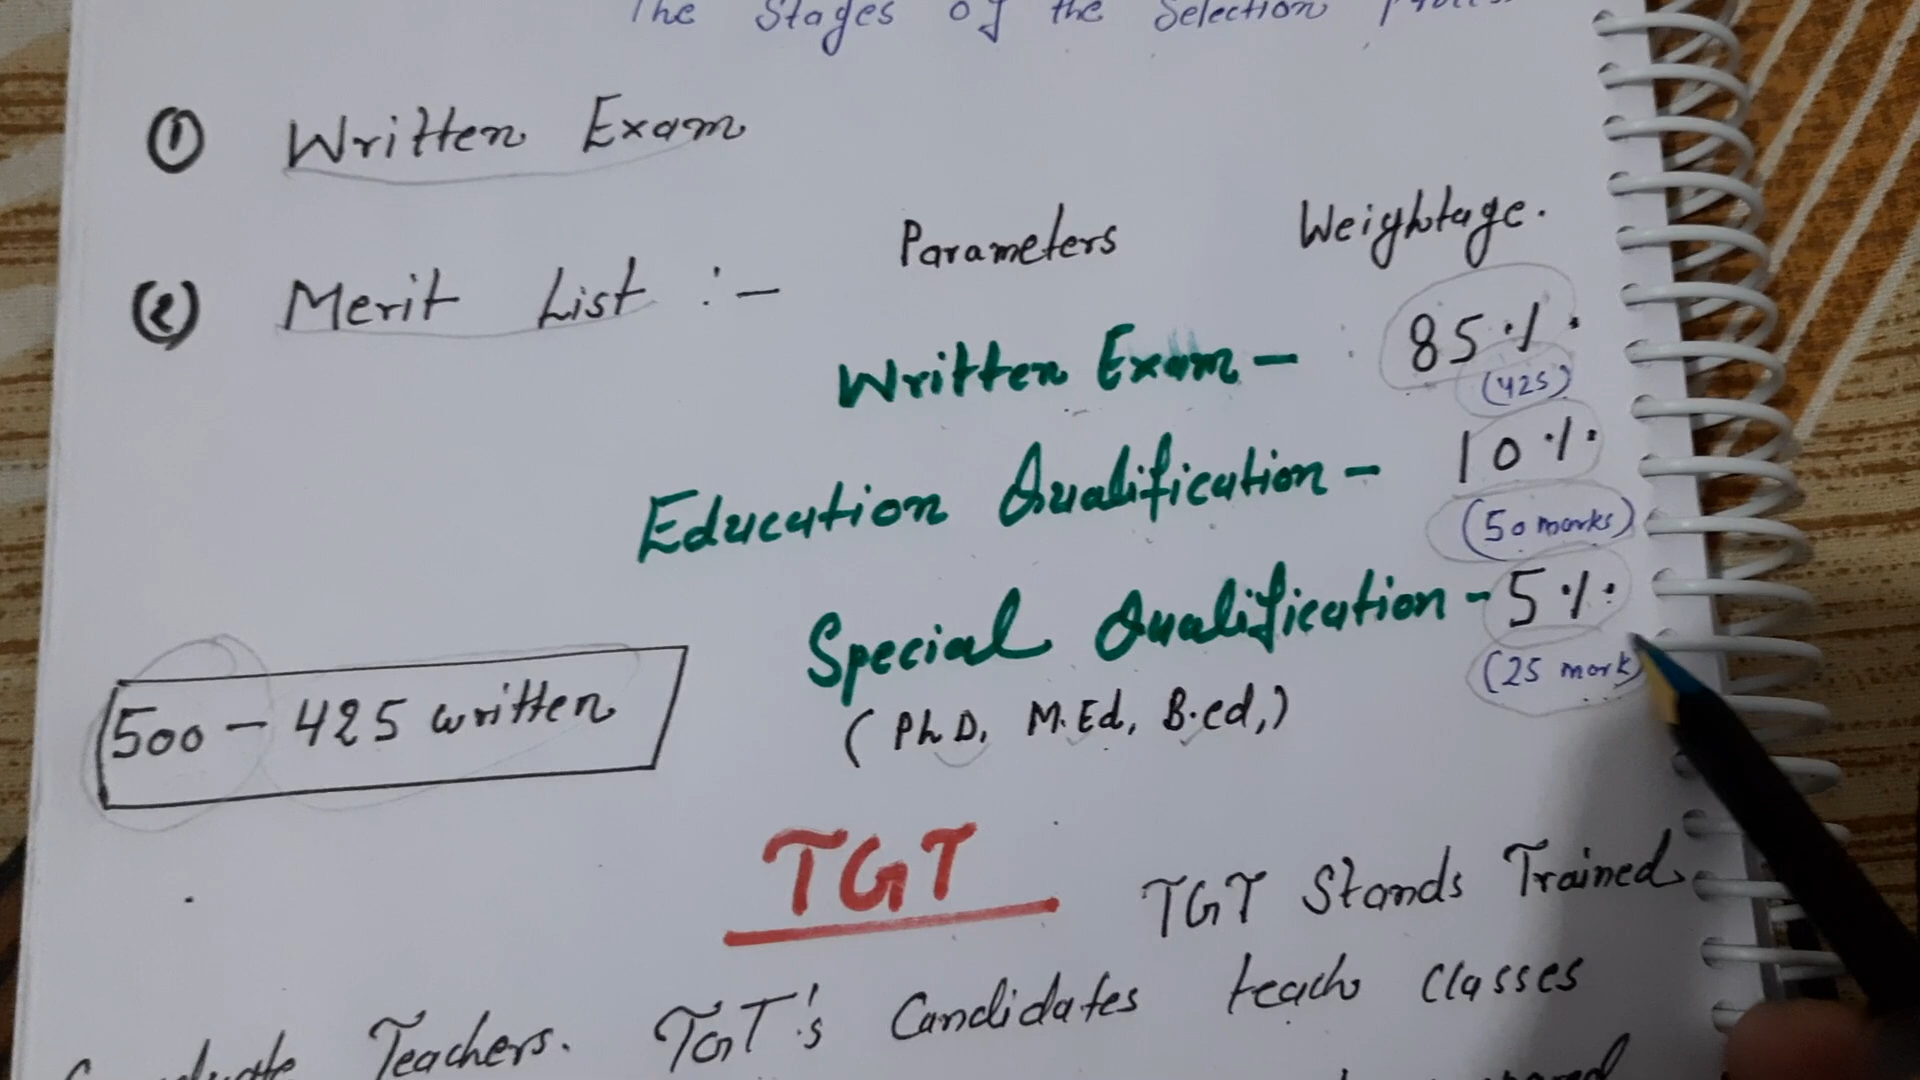 The Stages of the Selection
① Written Exam
Parameters Weightage.
(2) Merit List :-
Written Exam - 85%
(425)
Education Qualification - 10%
(50 marks)
Special Qualification - 5%
(25 mark)
(Ph.D, M.Ed, B.ed,)
500 - 425 written
TGT TGT Stands Trained
Teachers. TGT's Candidates teach classes